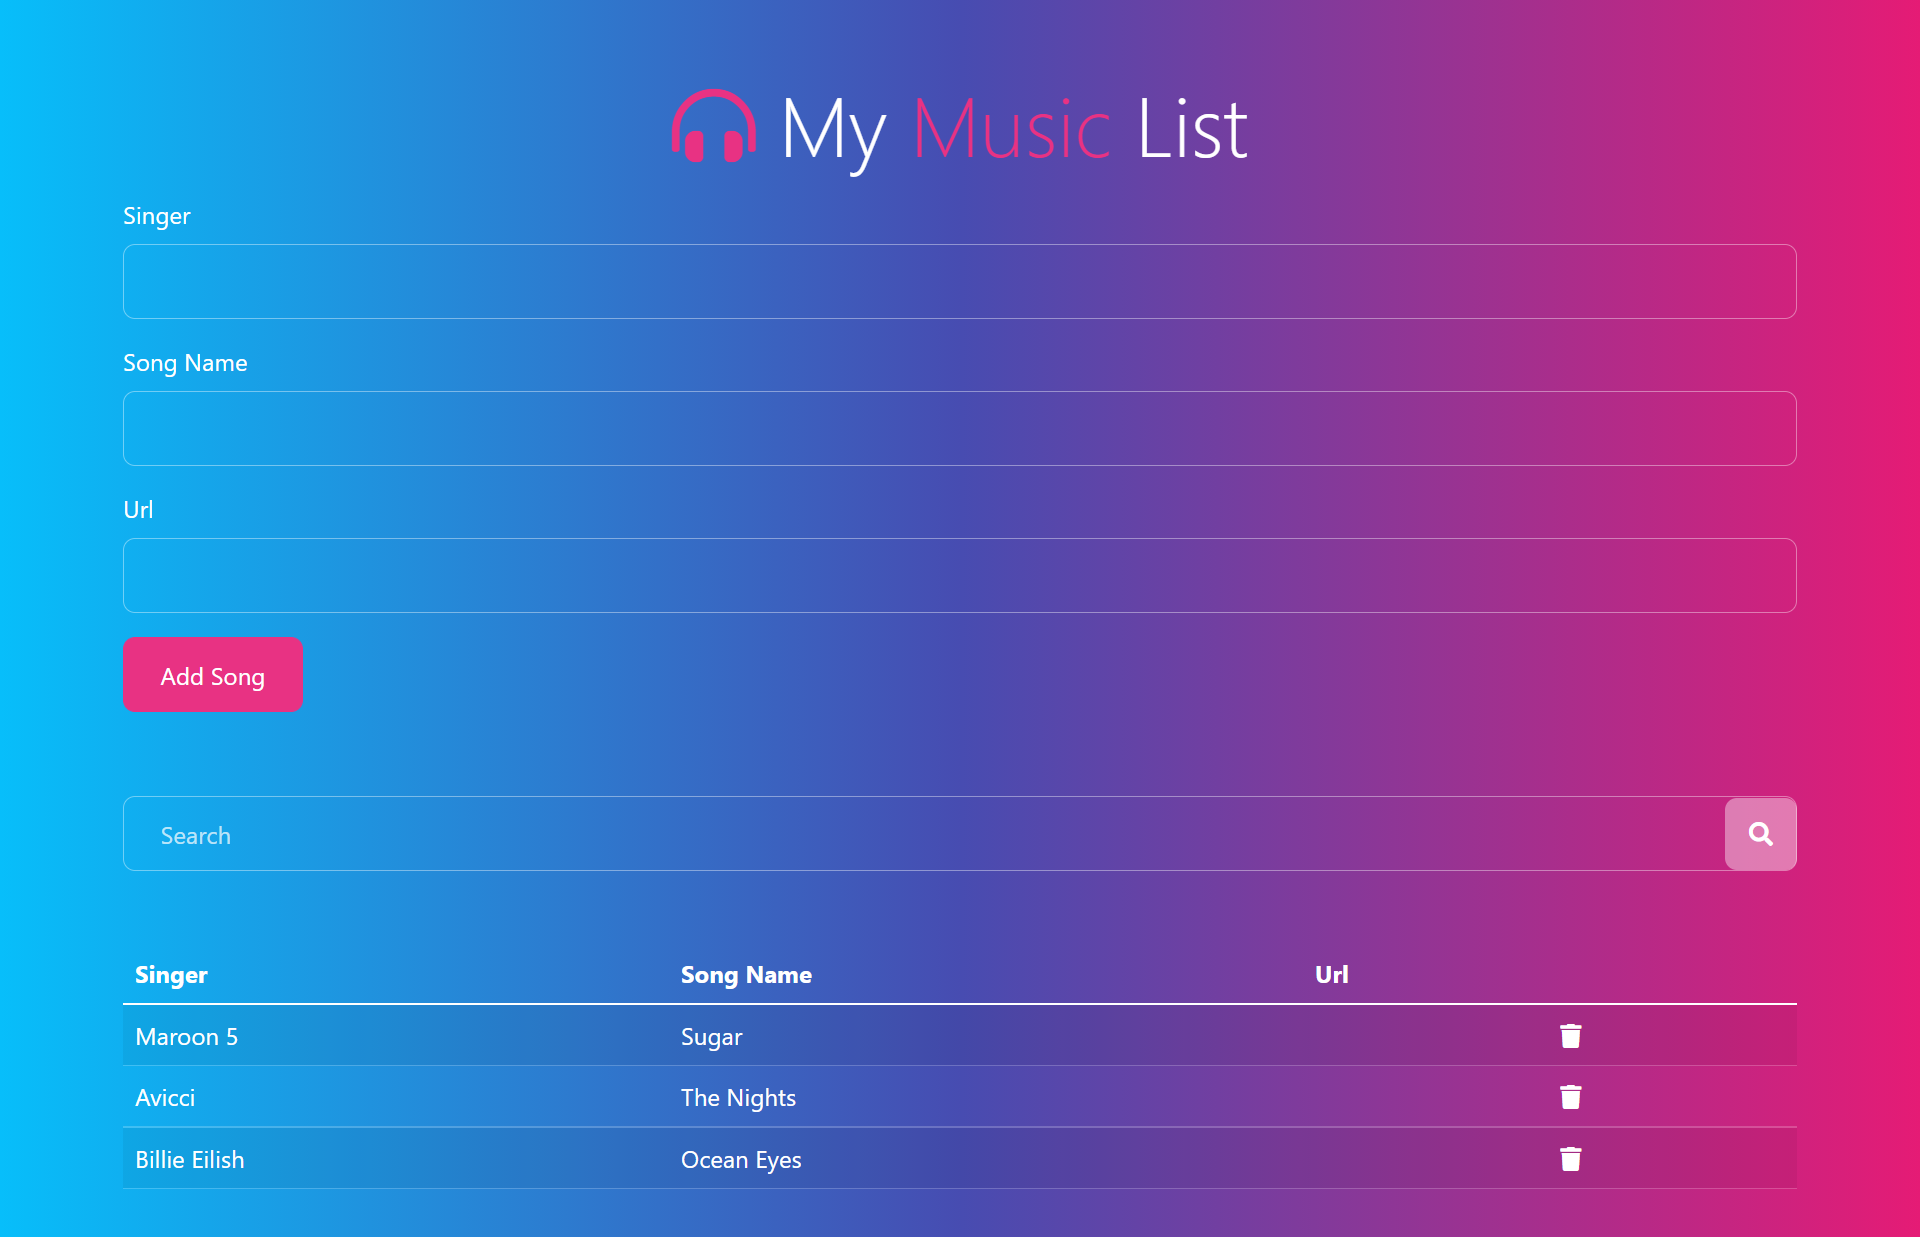 My Music List
Singer
Song Name
Url
Add Song
Search
Singer Song Name Url
Maroon 5 Sugar
Avicci The Nights
Billie Eilish Ocean Eyes